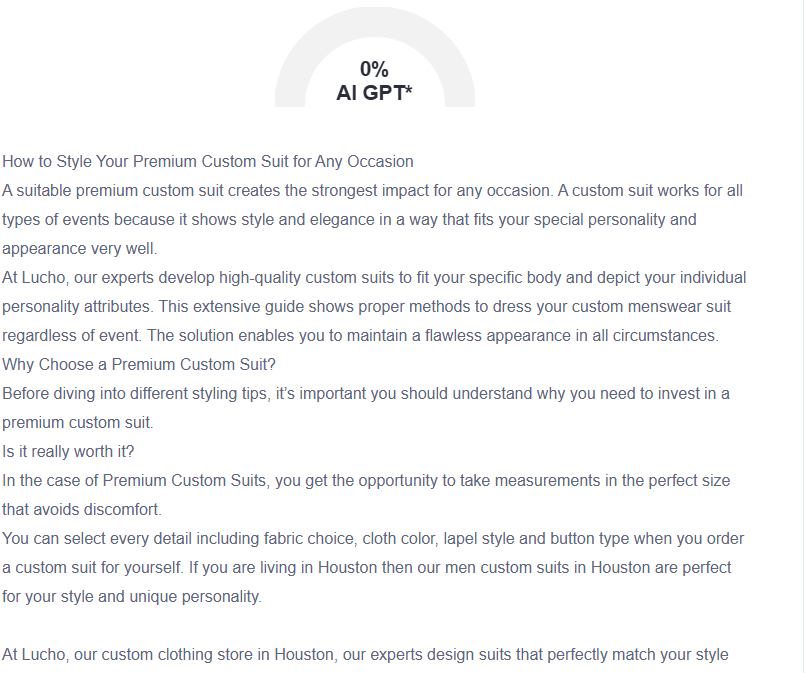 0%
AI GPT*
How to Style Your Premium Custom Suit for Any Occasion
A suitable premium custom suit creates the strongest impact for any occasion. A custom suit works for all
types of events because it shows style and elegance in a way that fits your special personality and
appearance very well.
At Lucho, our experts develop high-quality custom suits to fit your specific body and depict your individual
personality attributes. This extensive guide shows proper methods to dress your custom menswear suit
regardless of event. The solution enables you to maintain a flawless appearance in all circumstances.
Why Choose a Premium Custom Suit?
Before diving into different styling tips, it's important you should understand why you need to invest in a
premium custom suit.
Is it really worth it?
In the case of Premium Custom Suits, you get the opportunity to take measurements in the perfect size
that avoids discomfort.
You can select every detail including fabric choice, cloth color, lapel style and button type when you order
a custom suit for yourself. If you are living in Houston then our men custom suits in Houston are perfect
for your style and unique personality.
At Lucho, our custom clothing store in Houston, our experts design suits that perfectly match your style